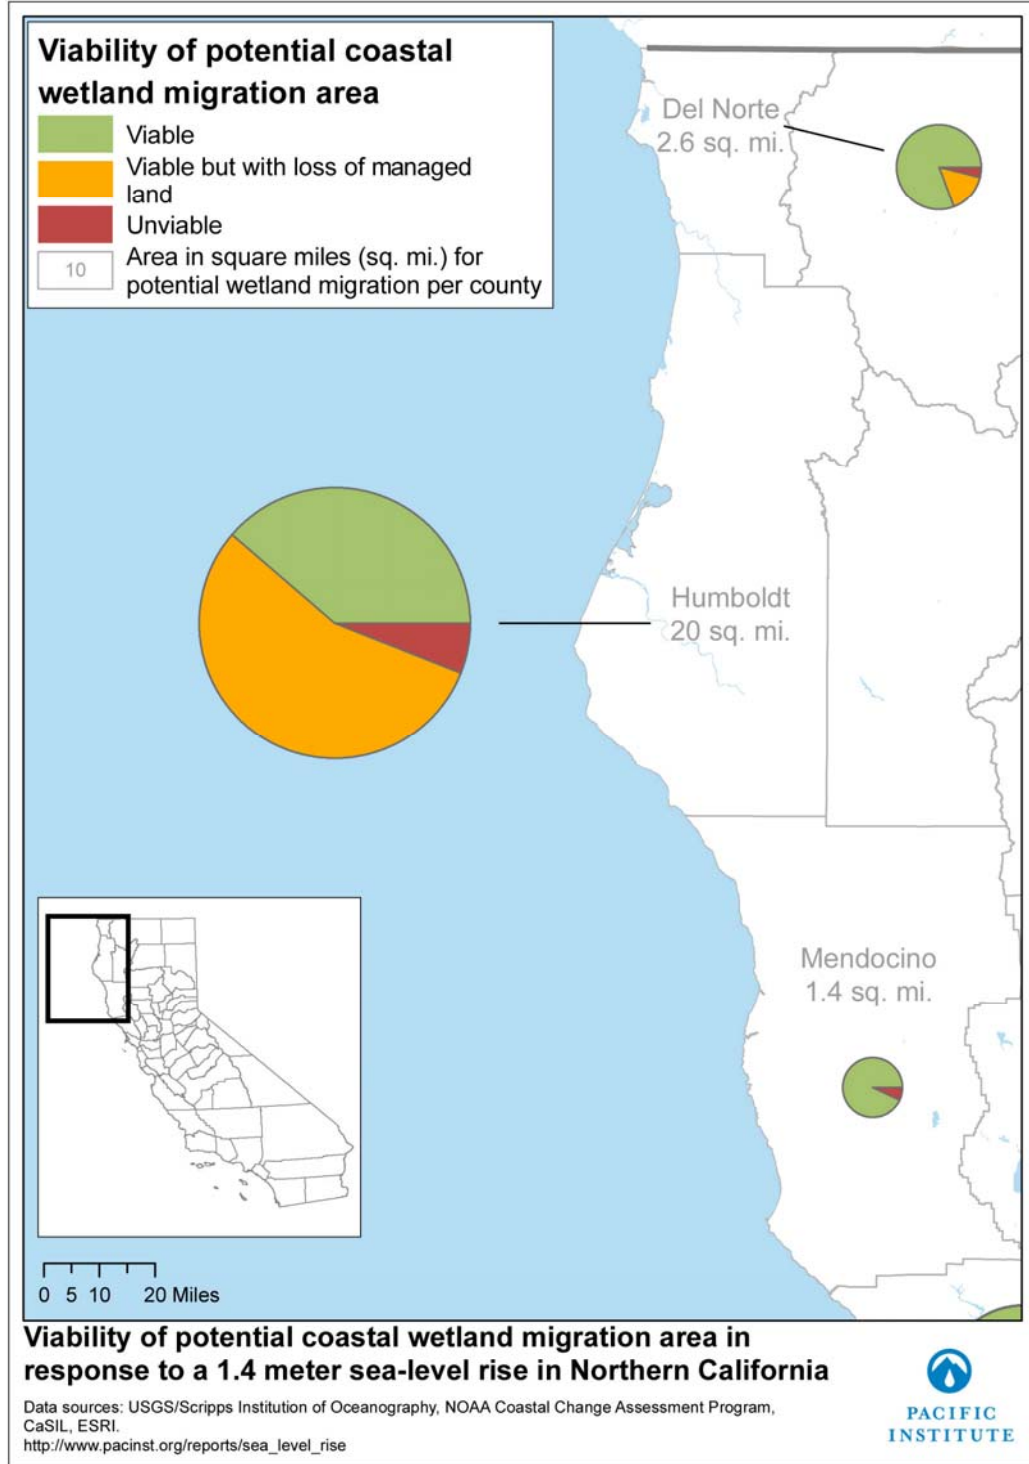 Viability of potential coastal
wetland migration area
Viable
Viable but with loss of managed
land
Unviable
10
Area in square miles (sq. mi.) for
potential wetland migration per county
Del Norte
2.6 sq. mi.
Humboldt
20 sq. mi.
Mendocino
1.4 sq. mi.
0 5 10 20 Miles
Viability of potential coastal wetland migration area in
response to a 1.4 meter sea-level rise in Northern California
Data sources: USGS/Scripps Institution of Oceanography, NOAA Coastal Change Assessment Program,
CaSIL, ESRI.
http://www.pacinst.org/reports/sea_level_rise
PACIFIC
INSTITUTE